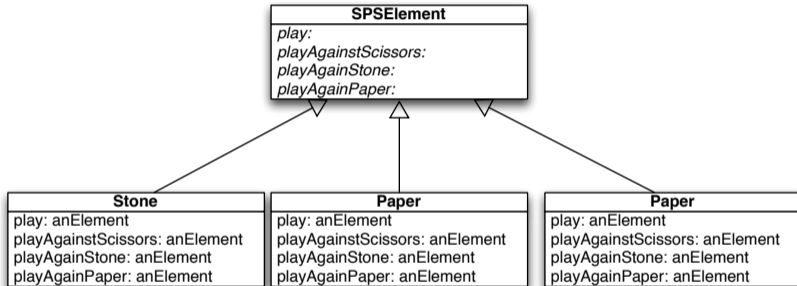 SPSElement
play:
playAgainstScissors:
playAgainStone:
playAgainPaper:
Stone
play: anElement
playAgainstScissors: anElement
playAgainStone: anElement
playAgainPaper: anElement
Paper
play: anElement
playAgainstScissors: anElement
playAgainStone: anElement
playAgainPaper: anElement
Paper
play: anElement
playAgainstScissors: anElement
playAgainStone: anElement
playAgainPaper: anElement